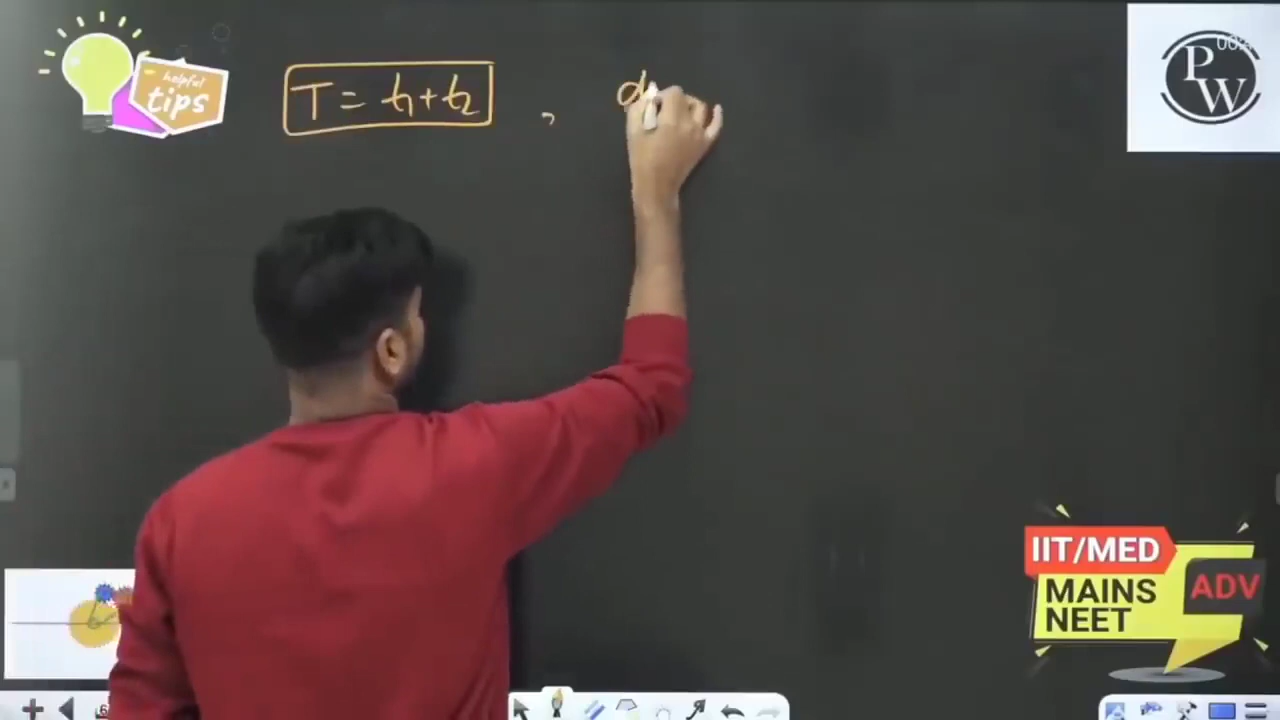 helpful
tips
T = t₁+t₂ , d
PW
IIT/MED
MAINS
NEET
ADV